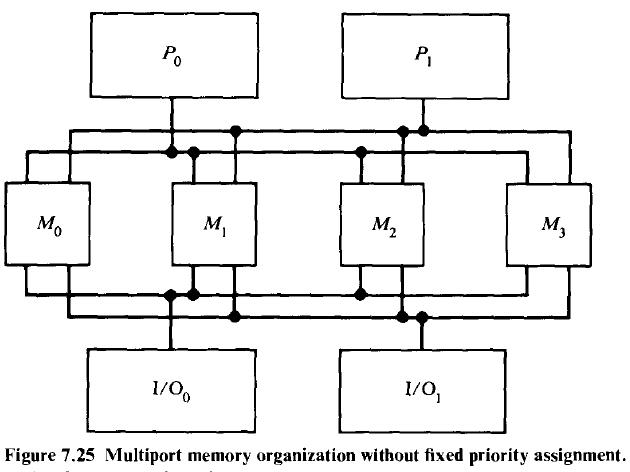 P0
P1
M0
M1
M2
M3
I/O0
I/O1
Figure 7.25 Multiport memory organization without fixed priority assignment.